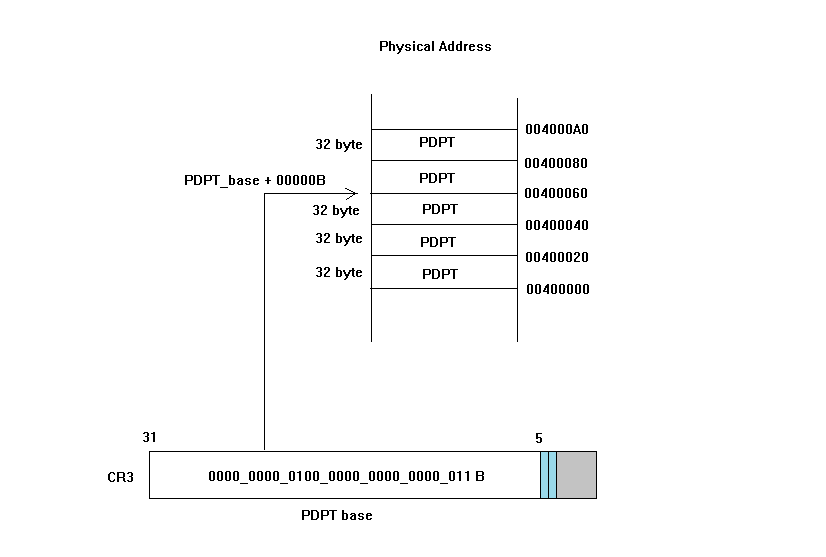 Physical Address
004000A0
32 byte PDPT
00400080
PDPT_base + 00000B PDPT
00400060
32 byte PDPT
00400040
32 byte PDPT
00400020
32 byte PDPT
00400000
31 5
CR3 0000_0000_0100_0000_0000_0000_011 B
PDPT base